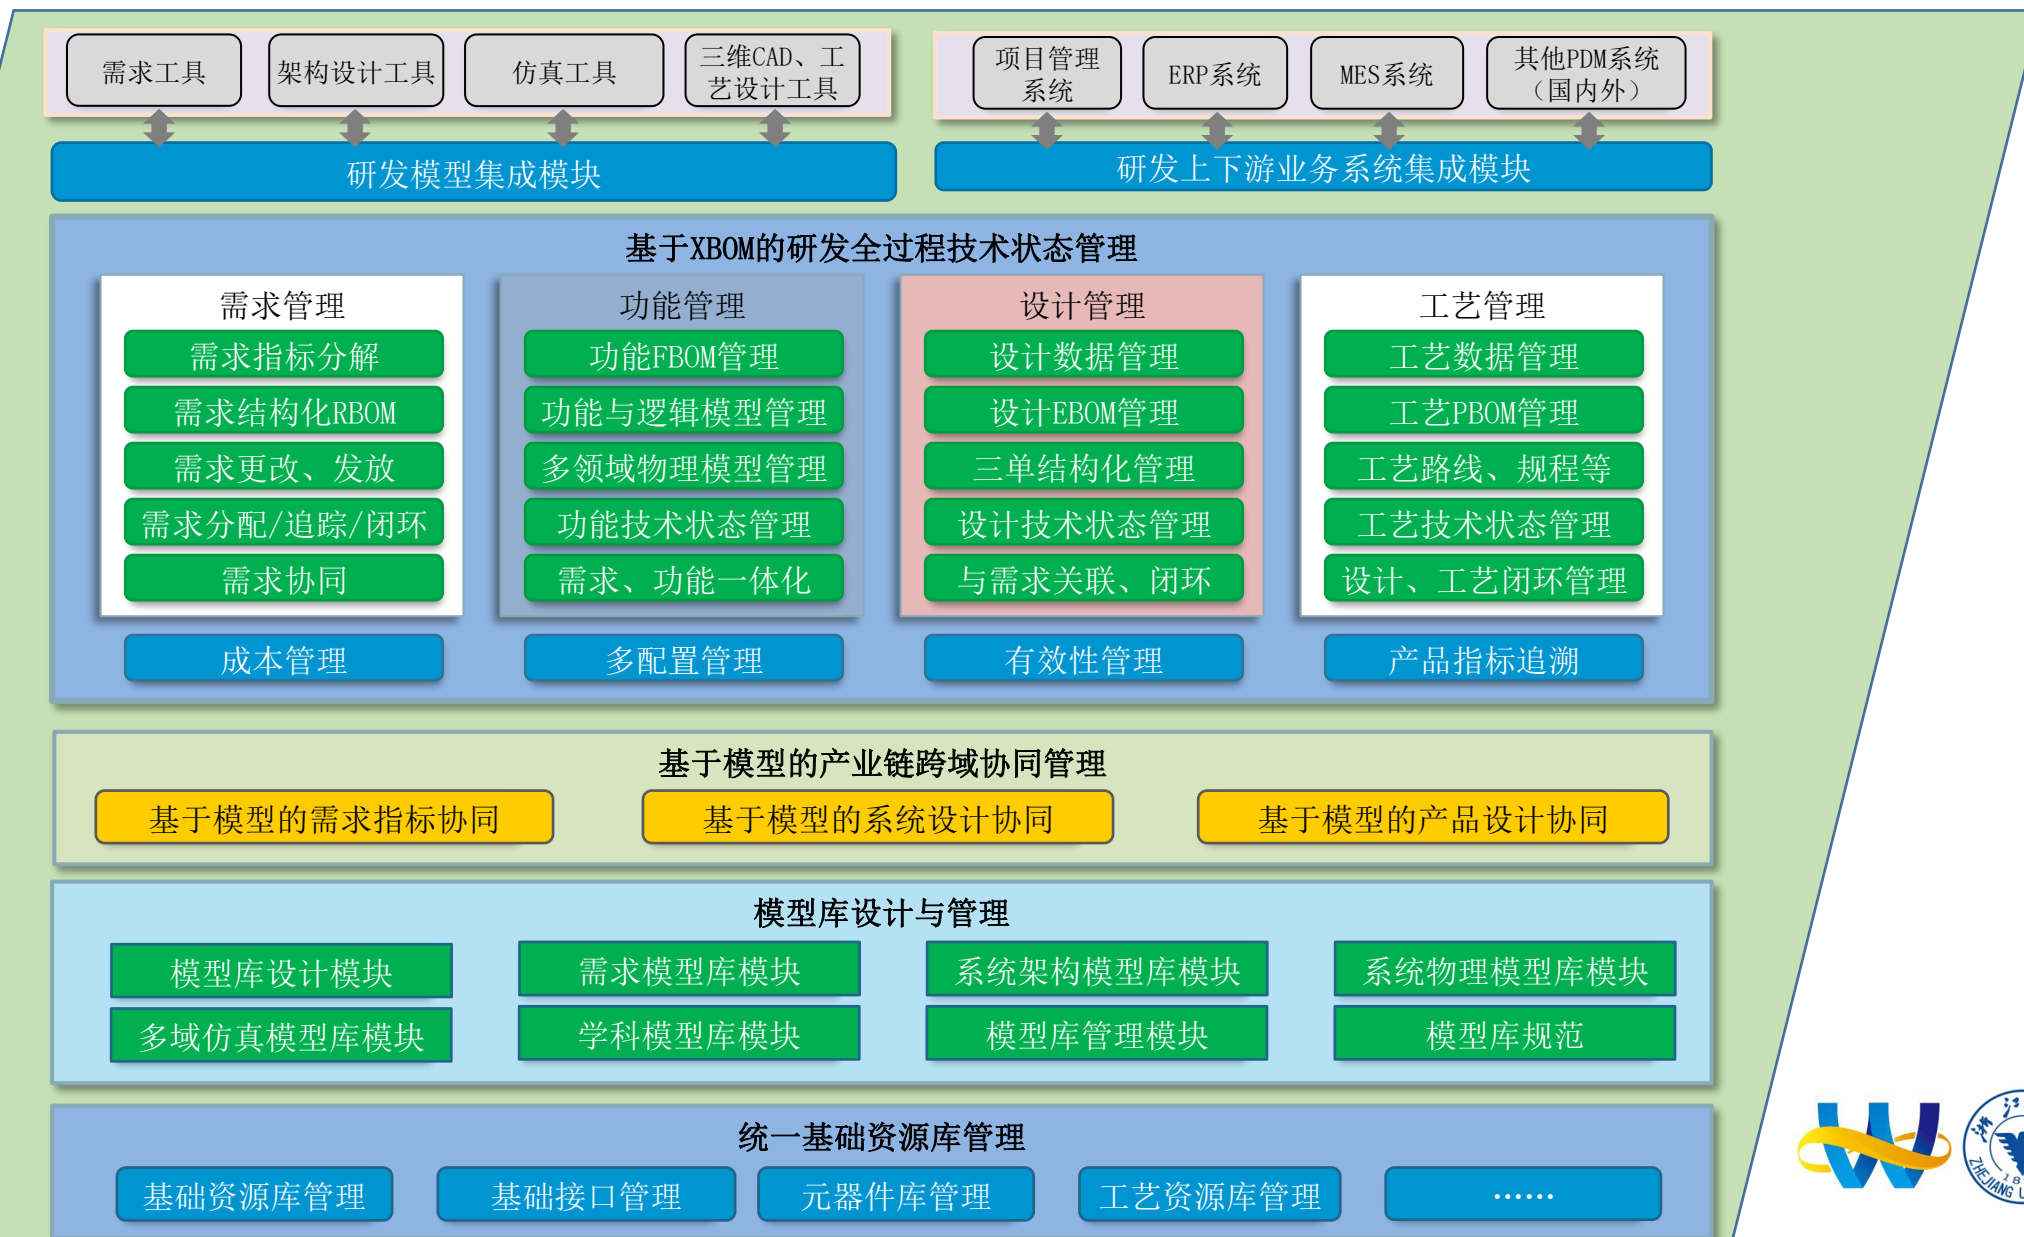 需求工具
架构设计工具
仿真工具
三维CAD、工
艺设计工具
项目管理
系统
ERP系统
MES系统
其他PDM系统
（国内外）
研发模型集成模块
研发上下游业务系统集成模块
基于XBOM的研发全过程技术状态管理
需求管理
需求指标分解
需求结构化RBOM
需求更改、发放
需求分配/追踪/闭环
需求协同
功能管理
功能FBOM管理
功能与逻辑模型管理
多领域物理模型管理
功能技术状态管理
需求、功能一体化
设计管理
设计数据管理
设计EBOM管理
三单结构化管理
设计技术状态管理
与需求关联、闭环
工艺管理
工艺数据管理
工艺PBOM管理
工艺路线、规程等
工艺技术状态管理
设计、工艺闭环管理
成本管理
多配置管理
有效性管理
产品指标追溯
基于模型的产业链跨域协同管理
基于模型的需求指标协同
基于模型的系统设计协同
基于模型的产品设计协同
模型库设计与管理
模型库设计模块
需求模型库模块
系统架构模型库模块
系统物理模型库模块
多域仿真模型库模块
学科模型库模块
模型库管理模块
模型库规范
统一基础资源库管理
基础资源库管理
基础接口管理
元器件库管理
工艺资源库管理
……
浙江
ZHEJIANG U